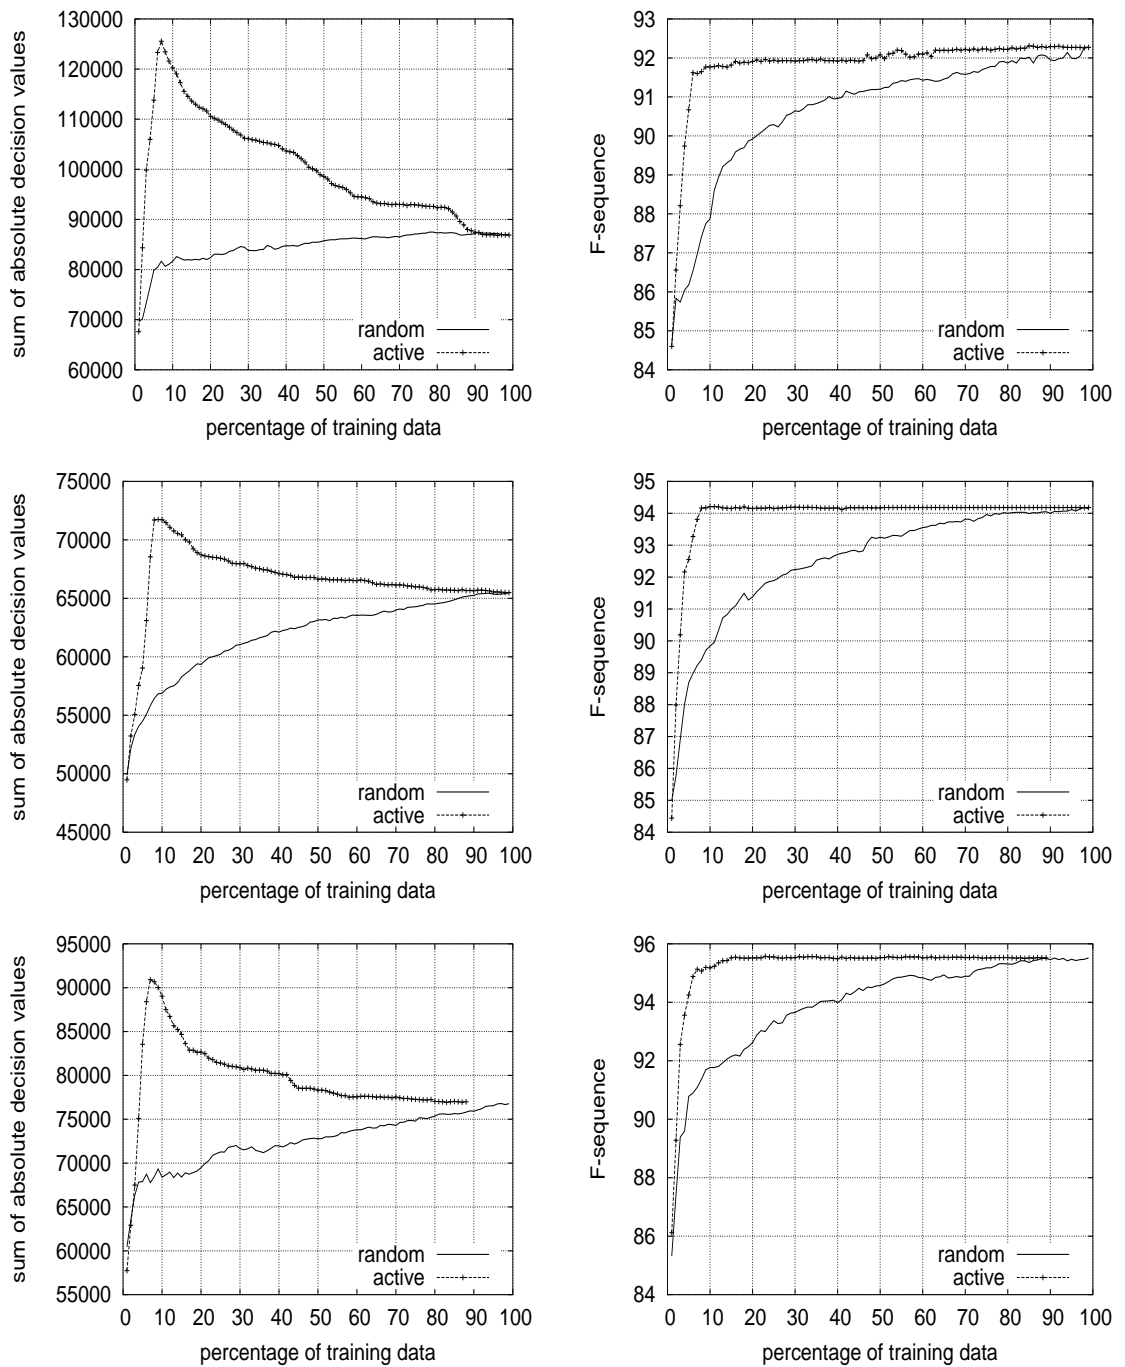 sum of absolute decision values
130000
120000
110000
100000
90000
80000
70000
60000
random
active
0 10 20 30 40 50 60 70 80 90 100
percentage of training data
F-sequence
93
92
91
90
89
88
87
86
85
84
random
active
0 10 20 30 40 50 60 70 80 90 100
percentage of training data
sum of absolute decision values
75000
70000
65000
60000
55000
50000
45000
random
active
0 10 20 30 40 50 60 70 80 90 100
percentage of training data
F-sequence
95
94
93
92
91
90
89
88
87
86
85
84
random
active
0 10 20 30 40 50 60 70 80 90 100
percentage of training data
sum of absolute decision values
95000
90000
85000
80000
75000
70000
65000
60000
55000
random
active
0 10 20 30 40 50 60 70 80 90 100
percentage of training data
F-sequence
96
94
92
90
88
86
84
random
active
0 10 20 30 40 50 60 70 80 90 100
percentage of training data